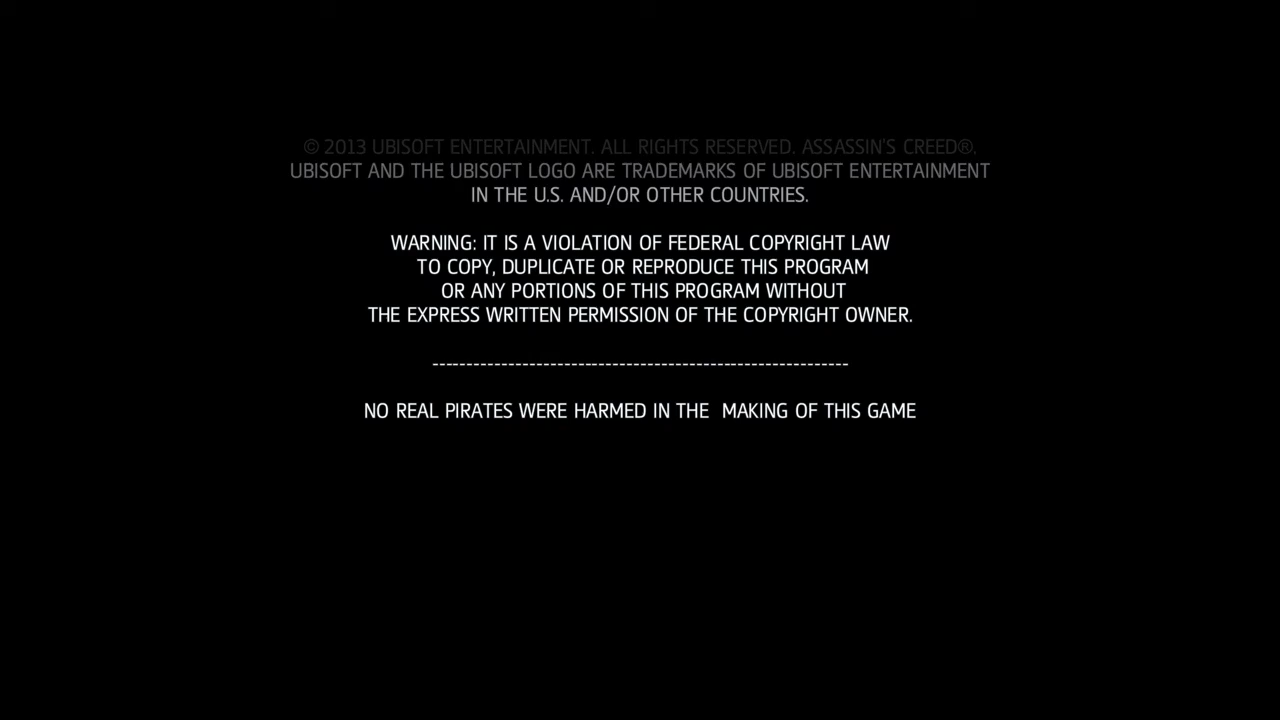 © 2013 UBISOFT ENTERTAINMENT. ALL RIGHTS RESERVED. ASSASSIN'S CREED®,
UBISOFT AND THE UBISOFT LOGO ARE TRADEMARKS OF UBISOFT ENTERTAINMENT
IN THE U.S. AND/OR OTHER COUNTRIES.
WARNING: IT IS A VIOLATION OF FEDERAL COPYRIGHT LAW
TO COPY, DUPLICATE OR REPRODUCE THIS PROGRAM
OR ANY PORTIONS OF THIS PROGRAM WITHOUT
THE EXPRESS WRITTEN PERMISSION OF THE COPYRIGHT OWNER.
--------------------------------------------------------------
NO REAL PIRATES WERE HARMED IN THE  MAKING OF THIS GAME